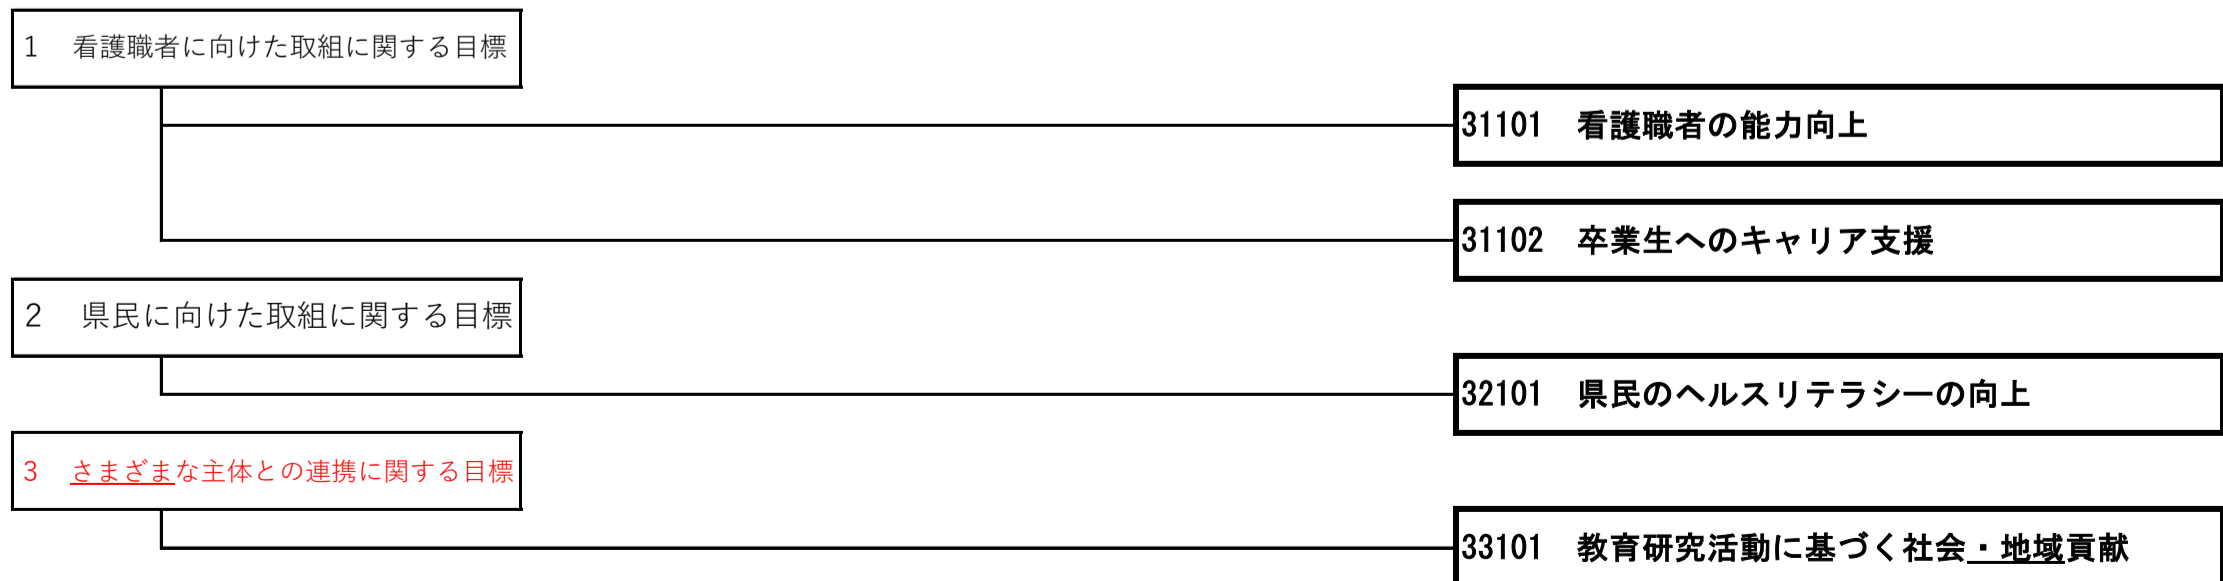 1　看護職者に向けた取組に関する目標
31101　看護職者の能力向上
31102　卒業生へのキャリア支援
2　県民に向けた取組に関する目標
32101　県民のヘルスリテラシーの向上
3　さまざまな主体との連携に関する目標
33101　教育研究活動に基づく社会・地域貢献